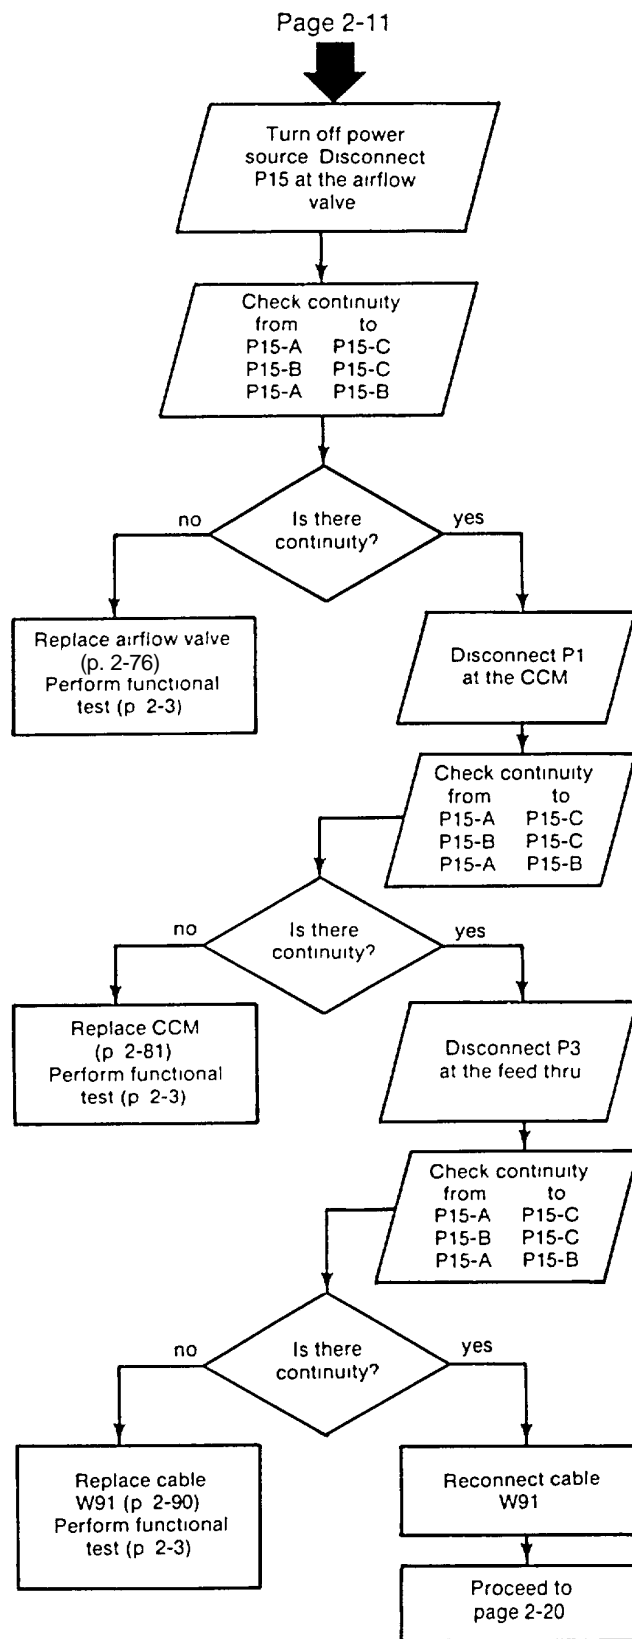 Page 2-11
Turn off power
source Disconnect
P15 at the airflow
valve
Check continuity
from to
P15-A P15-C
P15-B P15-C
P15-A P15-B
Is there
continuity?
no
yes
Replace airflow valve
(p. 2-76)
Perform functional
test (p 2-3)
Disconnect P1
at the CCM
Check continuity
from to
P15-A P15-C
P15-B P15-C
P15-A P15-B
Is there
continuity?
no
yes
Replace CCM
(p 2-81)
Perform functional
test (p 2-3)
Disconnect P3
at the feed thru
Check continuity
from to
P15-A P15-C
P15-B P15-C
P15-A P15-B
Is there
continuity?
no
yes
Replace cable
W91 (p 2-90)
Perform functional
test (p 2-3)
Reconnect cable
W91
Proceed to
page 2-20